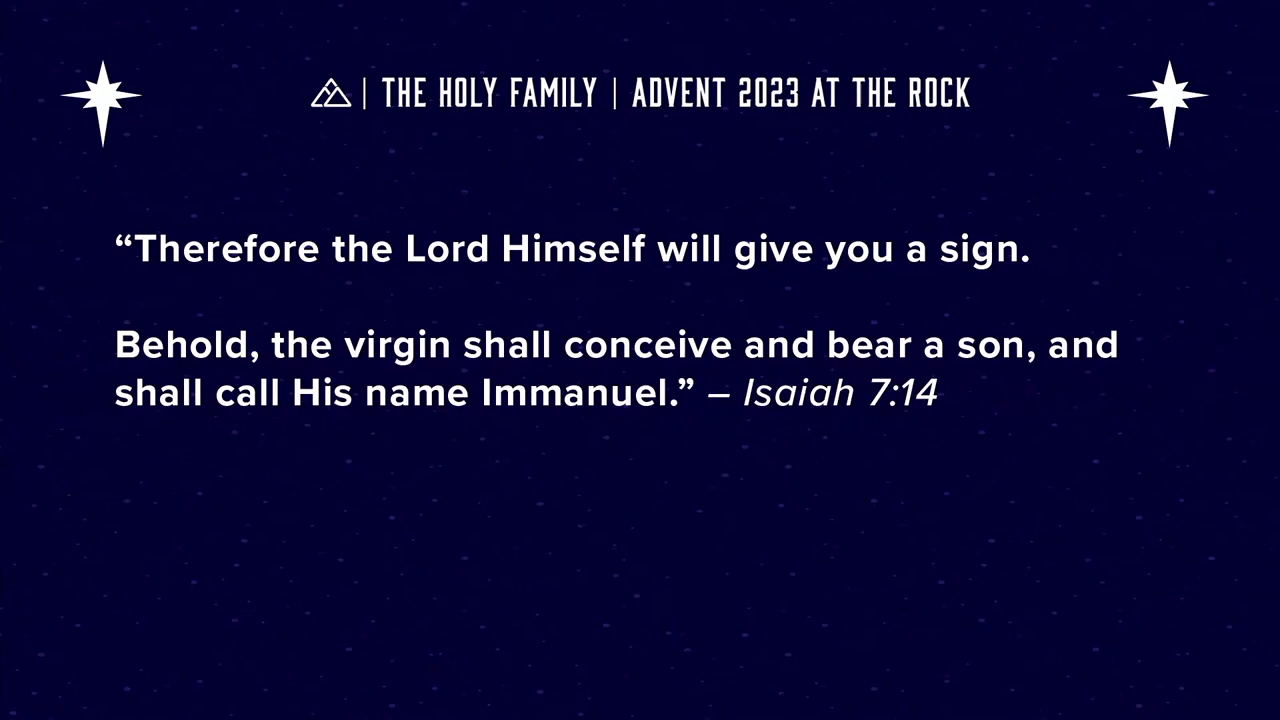 | THE HOLY FAMILY | ADVENT 2023 AT THE ROCK
“Therefore the Lord Himself will give you a sign.
Behold, the virgin shall conceive and bear a son, and
shall call His name Immanuel.” – Isaiah 7:14